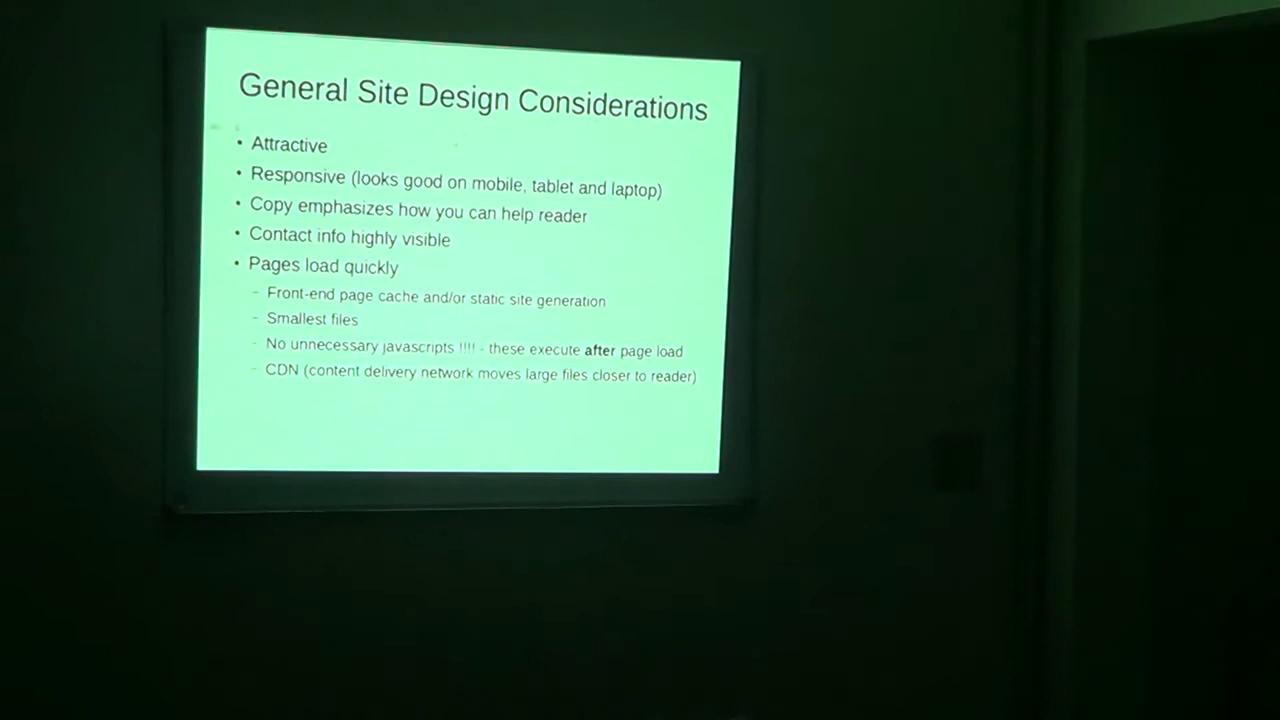 General Site Design Considerations
• Attractive
• Responsive (looks good on mobile, tablet and laptop)
• Copy emphasizes how you can help reader
• Contact info highly visible
• Pages load quickly
– Front-end page cache and/or static site generation
– Smallest files
– No unnecessary javascripts !!!! - these execute after page load
– CDN (content delivery network moves large files closer to reader)